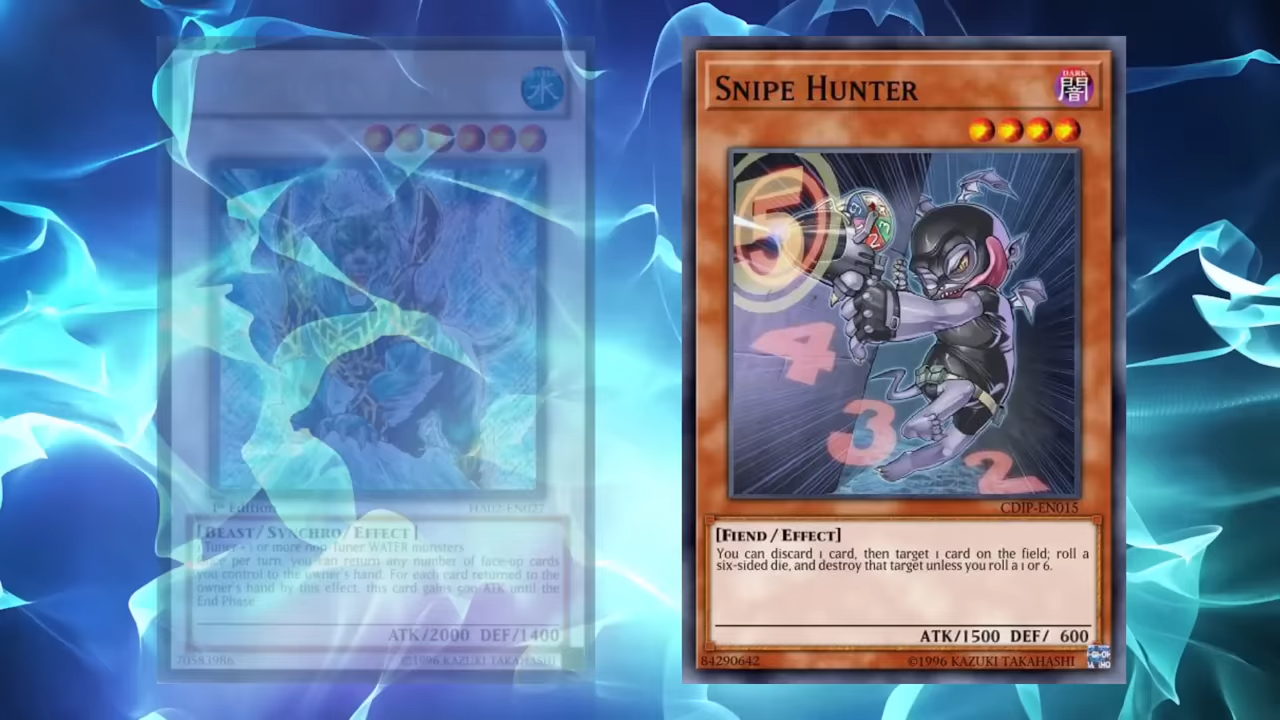 水
1st Edition
HA02-EN027
[BEAST/SYNCHRO/EFFECT]
1 Tuner + 1 or more non-Tuner WATER monsters
Once per turn, you can return any number of face-up cards
you control to the owner's hand. For each card returned to the
owner's hand by this effect, this card gains 500 ATK until the
End Phase.
ATK/2000 DEF/1400
70583986
©1996 KAZUKI TAKAHASHI
SNIPE HUNTER
DARK
闇
5
4
3
2
CDIP-EN015
[FIEND/EFFECT]
You can discard 1 card, then target 1 card on the field; roll a
six-sided die, and destroy that target unless you roll a 1 or 6.
ATK/1500 DEF/ 600
84290642
©1996 KAZUKI TAKAHASHI